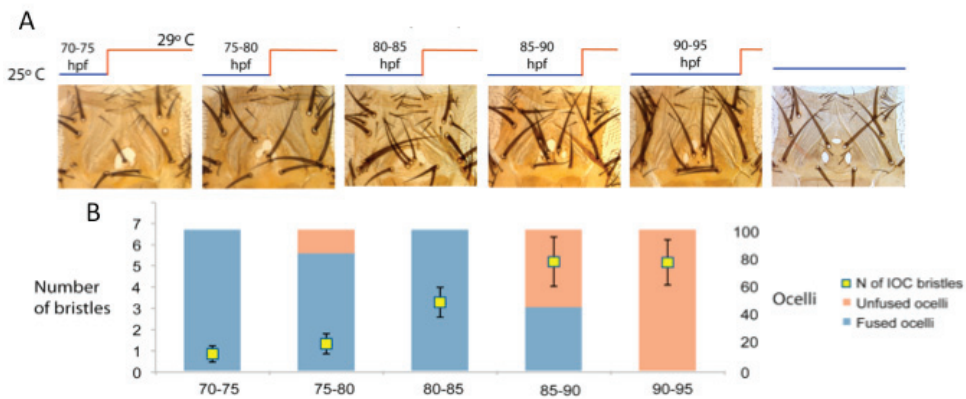 A
70-75 hpf
29º C
25º C
75-80 hpf
80-85 hpf
85-90 hpf
90-95 hpf
B
Number of bristles
7
6
5
4
3
2
1
0
70-75
75-80
80-85
85-90
90-95
100
80
60
40
20
0
Ocelli
N of IOC bristles
Unfused ocelli
Fused ocelli